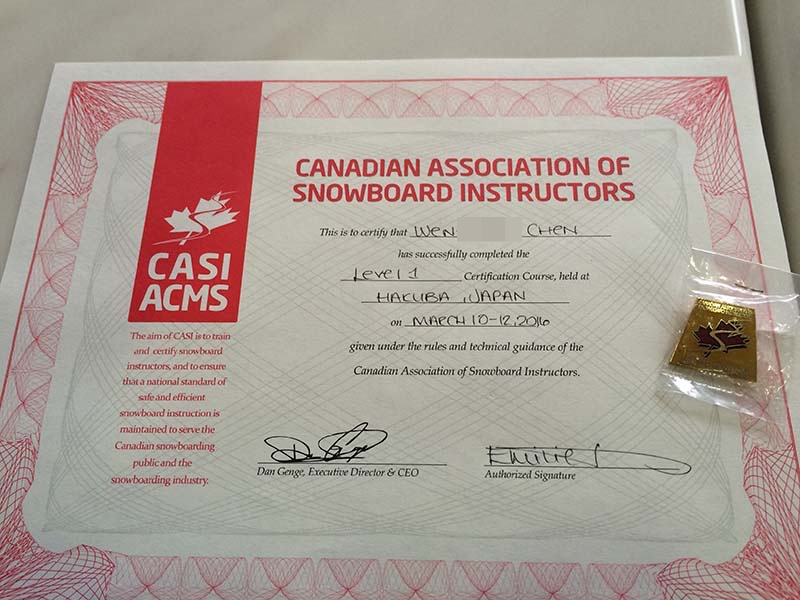 CANADIAN ASSOCIATION OF
SNOWBOARD INSTRUCTORS
This is to certify that WEN CHEN
has successfully completed the
Level 1 Certification Course, held at
HAKUBA, JAPAN
on MARCH 10-12, 2016
given under the rules and technical guidance of the
Canadian Association of Snowboard Instructors.
CASI
ACMS
The aim of CASI is to train
and certify snowboard
instructors, and to ensure
that a national standard of
safe and efficient
snowboard instruction is
maintained to serve the
Canadian snowboarding
public and the
snowboarding industry.
Dan Genge, Executive Director & CEO
Authorized Signature